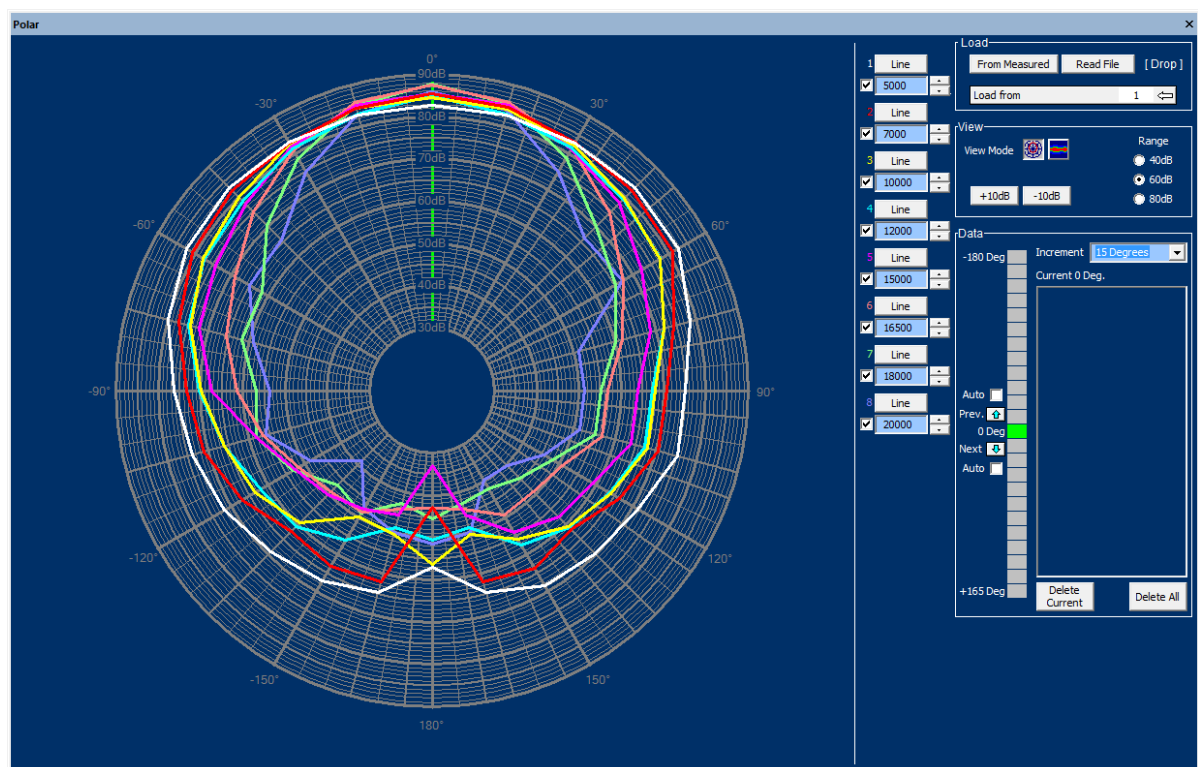 Polar
×
0°
90dB
80dB
70dB
60dB
50dB
40dB
30dB
-30°
30°
-60°
60°
-90°
90°
-120°
120°
-150°
150°
180°
1 Line
5000
2 Line
7000
3 Line
10000
4 Line
12000
5 Line
15000
6 Line
16500
7 Line
18000
8 Line
20000
Load
From Measured Read File [ Drop ]
Load from 1
View
View Mode
Range
40dB
60dB
80dB
+10dB -10dB
Data
-180 Deg
Increment 15 Degrees
Current 0 Deg.
Auto
Prev.
0 Deg
Next
Auto
+165 Deg
Delete
Current
Delete All